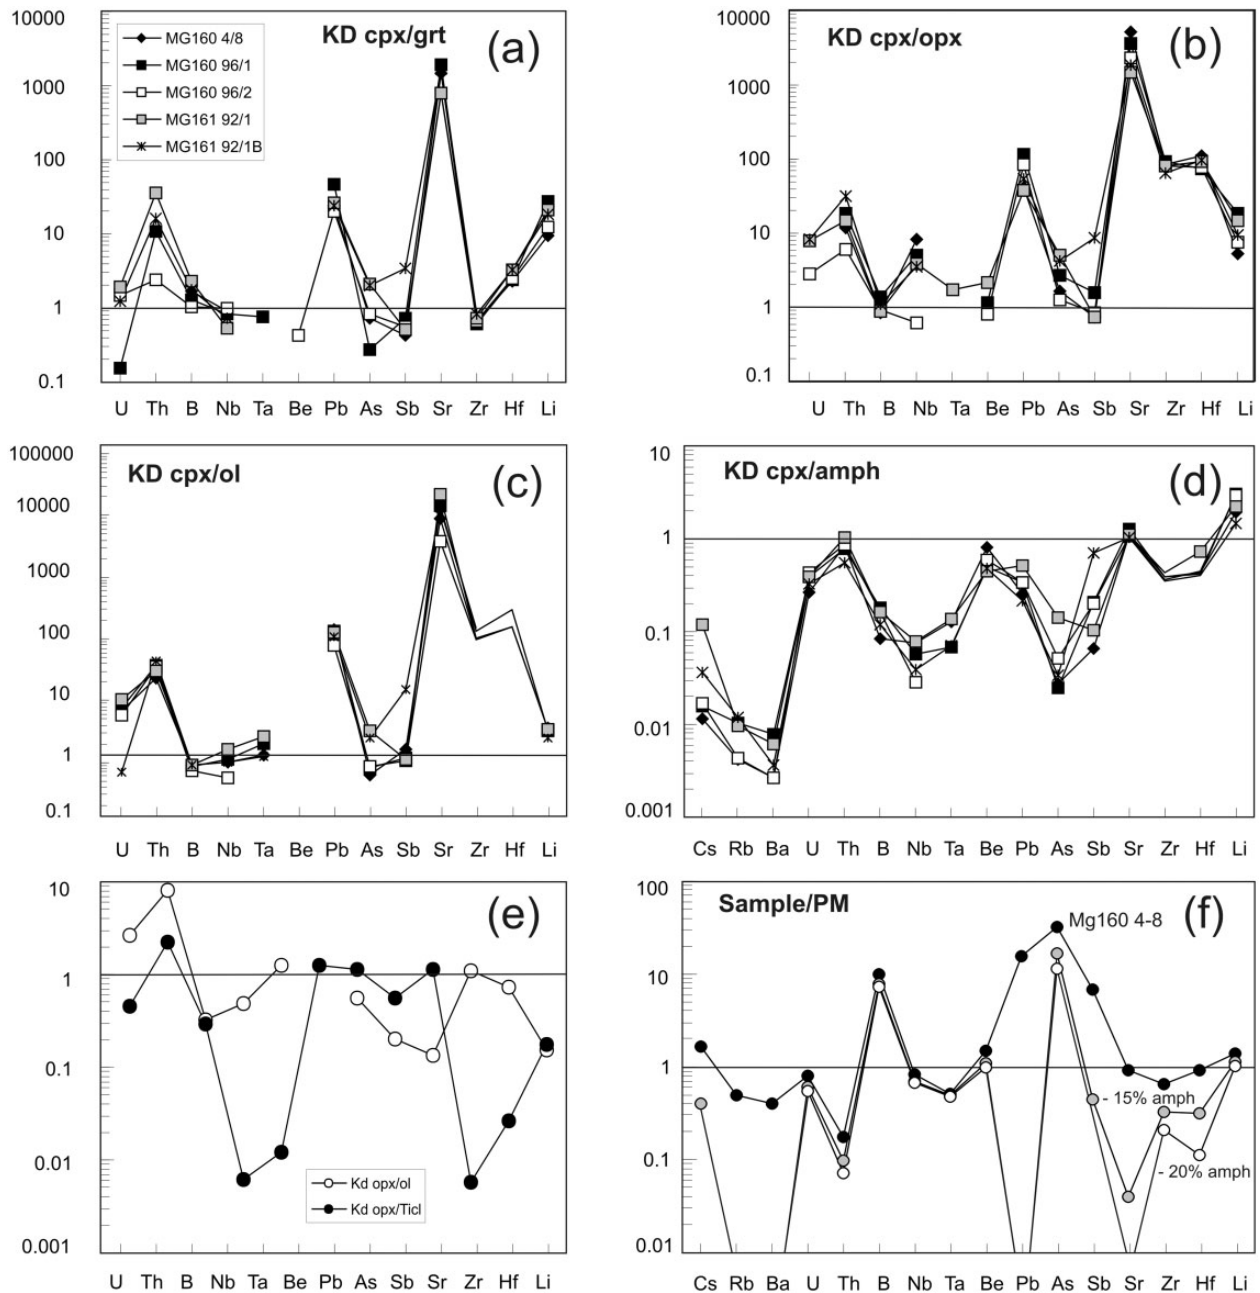 KD cpx/grt
(a)
10000
1000
100
10
1
0.1
MG160 4/8
MG160 96/1
MG160 96/2
MG161 92/1
MG161 92/1B
U Th B Nb Ta Be Pb As Sb Sr Zr Hf Li
KD cpx/opx
(b)
10000
1000
100
10
1
0.1
U Th B Nb Ta Be Pb As Sb Sr Zr Hf Li
KD cpx/ol
(c)
100000
10000
1000
100
10
1
0.1
U Th B Nb Ta Be Pb As Sb Sr Zr Hf Li
KD cpx/amph
(d)
10
1
0.1
0.01
0.001
Cs Rb Ba U Th B Nb Ta Be Pb As Sb Sr Zr Hf Li
(e)
10
1
0.1
0.01
0.001
Kd opx/ol
Kd opx/Ticl
U Th B Nb Ta Be Pb As Sb Sr Zr Hf Li
Sample/PM
(f)
100
10
1
0.1
0.01
Mg160 4-8
- 15% amph
- 20% amph
Cs Rb Ba U Th B Nb Ta Be Pb As Sb Sr Zr Hf Li